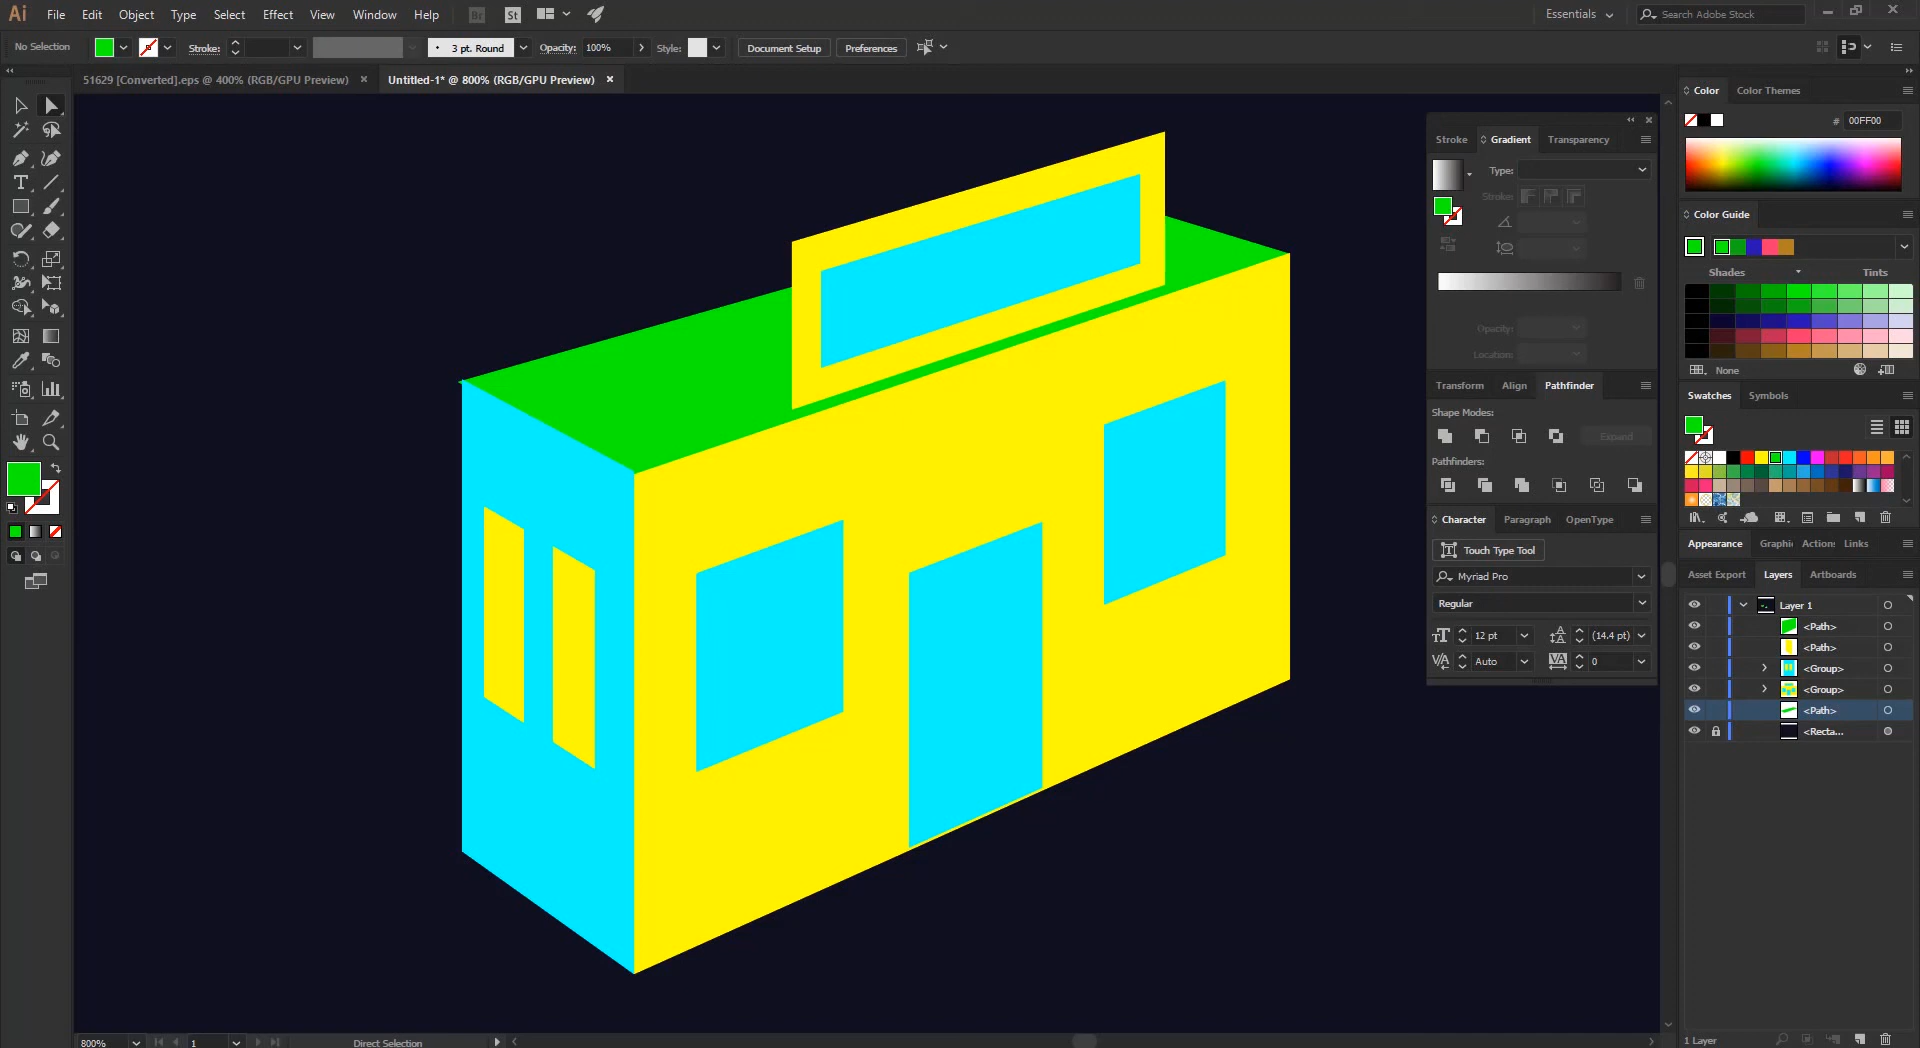 Ai File Edit Object Type Select Effect View Window Help Br St Essentials Search Adobe Stock
No Selection Stroke: 3 pt. Round Opacity: 100% Style: Document Setup Preferences
51629 [Converted].eps @ 400% (RGB/GPU Preview) × Untitled-1* @ 800% (RGB/GPU Preview) ×
Color Color Themes
# 00FF00
Stroke Gradient Transparency
Type:
Stroke:
Opacity:
Location:
Color Guide
Shades Tints
None
Transform Align Pathfinder
Shape Modes:
Expand
Pathfinders:
Swatches Symbols
Character Paragraph OpenType
Touch Type Tool
Myriad Pro
Regular
12 pt (14.4 pt)
Auto 0
Appearance Graphi Action: Links
Asset Export Layers Artboards
Layer 1
<Path>
<Path>
<Group>
<Group>
<Path>
<Recta...
800% 1 Direct Selection
1 Layer